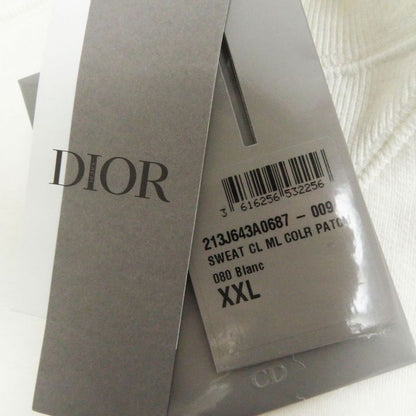 DIOR
3 616256 532256
213J643A0687 - 009
SWEAT CL ML COLR PATCH
080 Blanc
XXL
CD